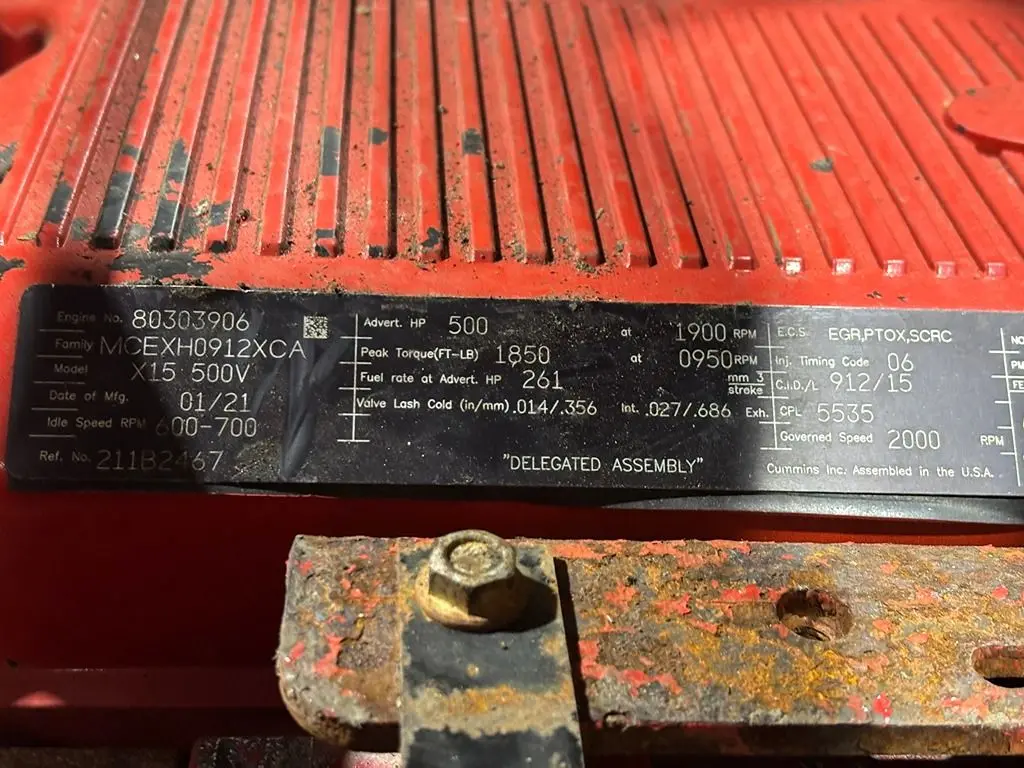 Engine No. 80303906
Family MCEXH0912XCA
Model X15 500V
Date of Mfg. 01/21
Idle Speed RPM 600-700
Ref. No. 211B2467
Advert. HP 500 at 1900 RPM
Peak Torque(FT-LB) 1850 at 0950 RPM
Fuel rate at Advert. HP 261 mm 3 stroke
Valve Lash Cold (in/mm) .014/.356 Int. .027/.686 Exh.
"DELEGATED ASSEMBLY"
E.C.S EGR,PTOX,SCRC
Inj. Timing Code 06
C.I.D./L 912/15
CPL 5535
Governed Speed 2000 RPM
Cummins Inc. Assembled in the U.S.A.
NO
PM
FE